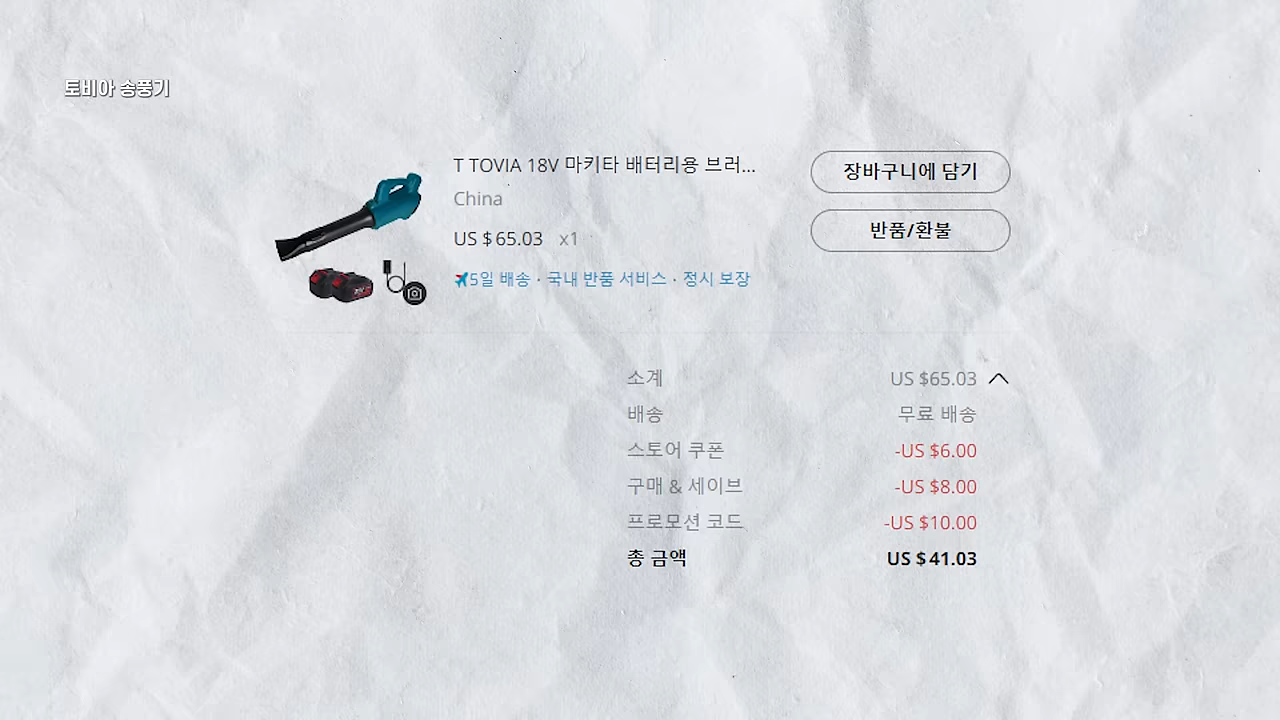 토비아 송풍기
T TOVIA 18V 마키타 배터리용 브러...
China
US $65.03 x1
5일 배송 · 국내 반품 서비스 · 정시 보장
장바구니에 담기
반품/환불
소계 US $65.03
배송 무료 배송
스토어 쿠폰 -US $6.00
구매 & 세이브 -US $8.00
프로모션 코드 -US $10.00
총 금액 US $41.03